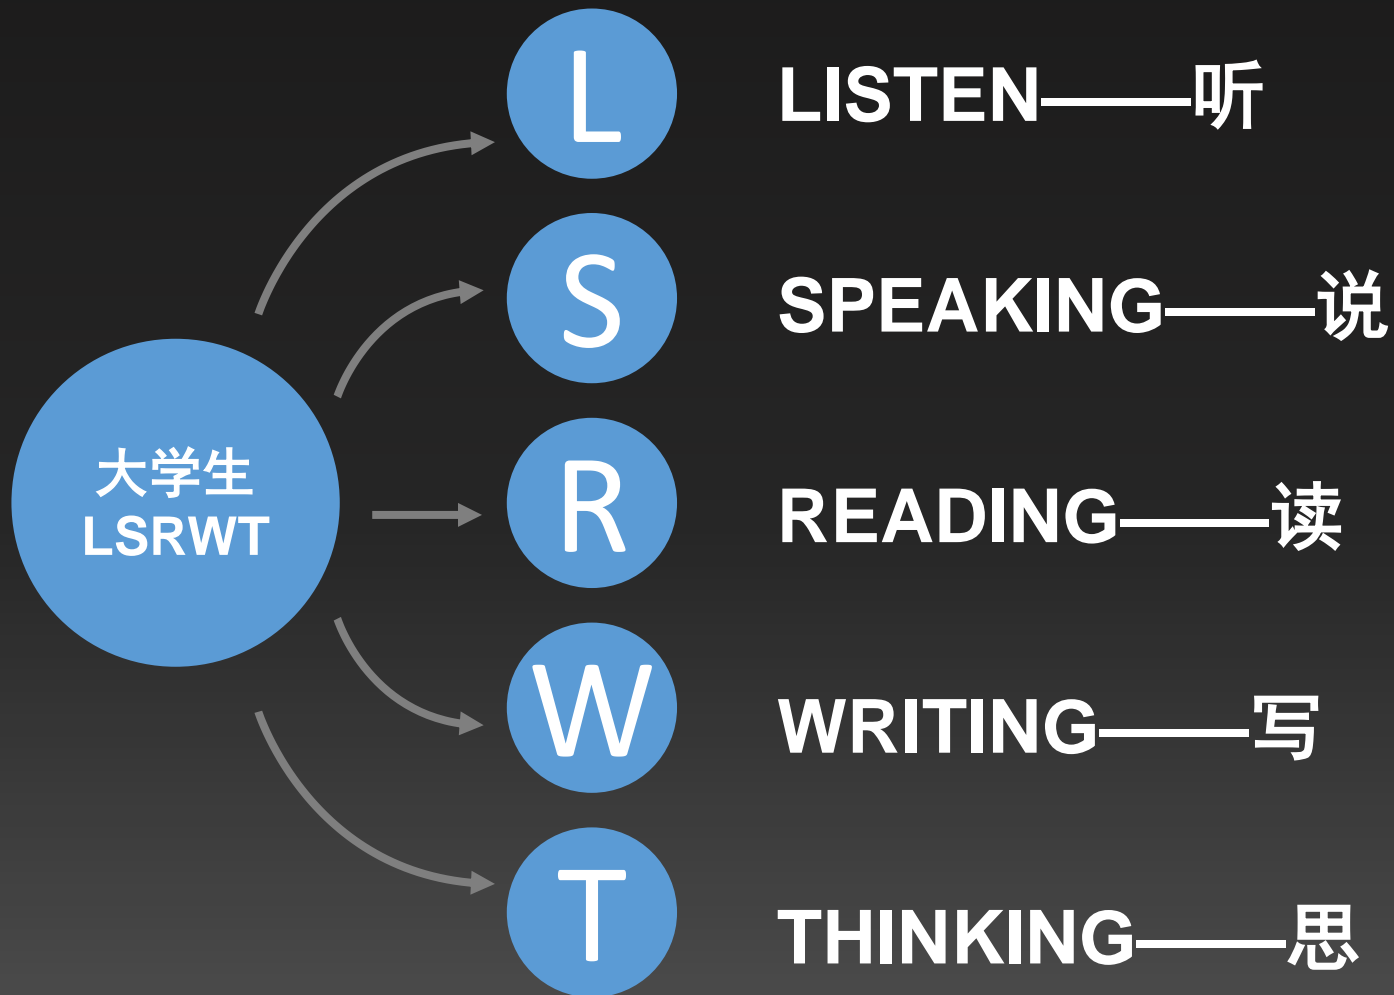 大学生
LSRWT
L
LISTEN——听
S
SPEAKING——说
R
READING——读
W
WRITING——写
T
THINKING——思